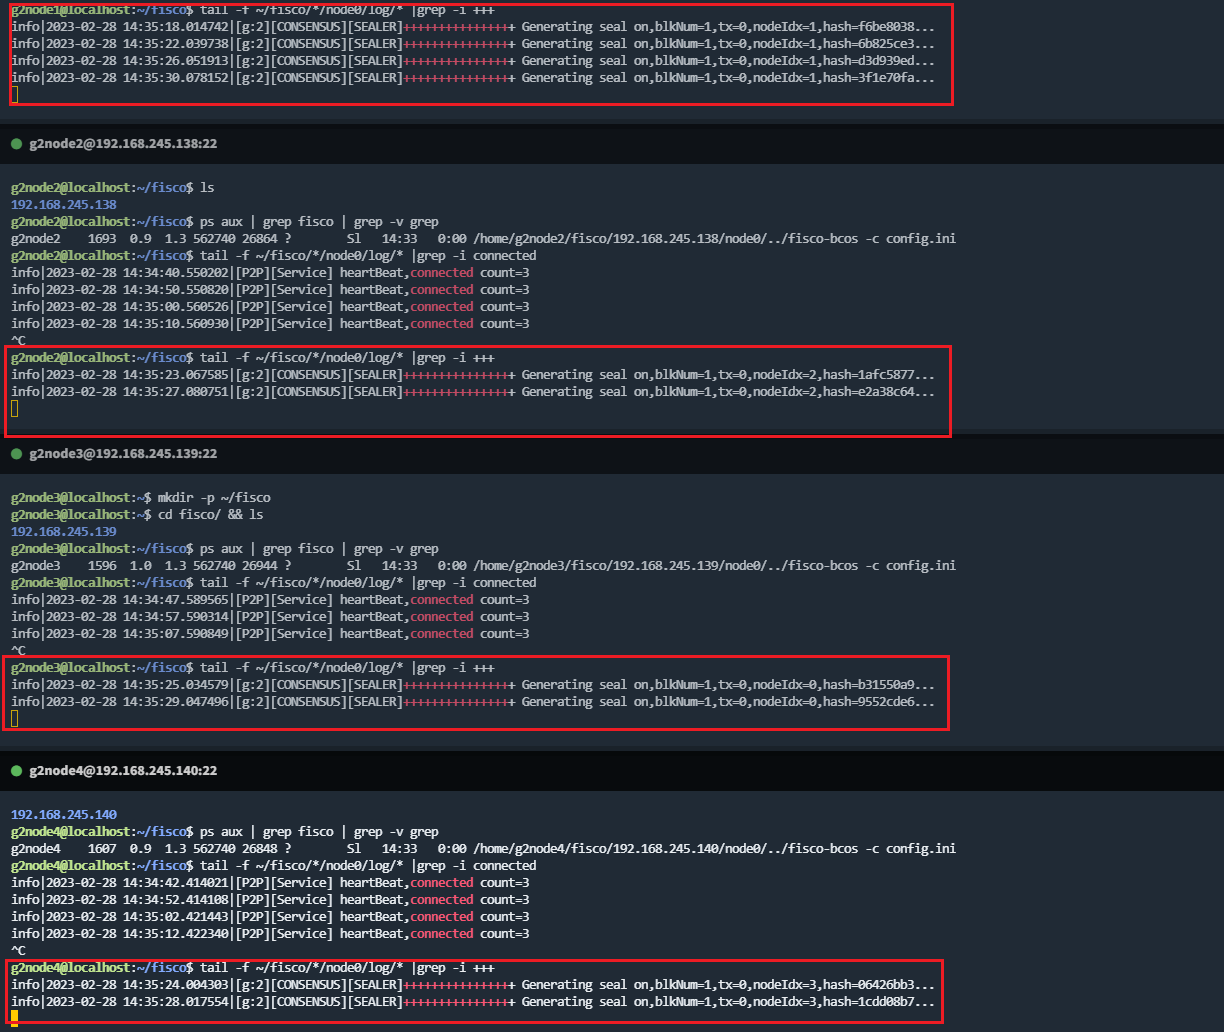 g2node1@localhost:~/fisco$ tail -f ~/fisco/*/node0/log/* |grep -i +++
info|2023-02-28 14:35:18.014742|[g:2][CONSENSUS][SEALER]++++++++++++++++ Generating seal on,blkNum=1,tx=0,nodeIdx=1,hash=f6be8038...
info|2023-02-28 14:35:22.039738|[g:2][CONSENSUS][SEALER]++++++++++++++++ Generating seal on,blkNum=1,tx=0,nodeIdx=1,hash=6b825ce3...
info|2023-02-28 14:35:26.051913|[g:2][CONSENSUS][SEALER]++++++++++++++++ Generating seal on,blkNum=1,tx=0,nodeIdx=1,hash=d3d939ed...
info|2023-02-28 14:35:30.078152|[g:2][CONSENSUS][SEALER]++++++++++++++++ Generating seal on,blkNum=1,tx=0,nodeIdx=1,hash=3f1e70fa...
g2node2@192.168.245.138:22
g2node2@localhost:~/fisco$ ls
192.168.245.138
g2node2@localhost:~/fisco$ ps aux | grep fisco | grep -v grep
g2node2    1693  0.9  1.3 562740 26864 ?        Sl   14:33   0:00 /home/g2node2/fisco/192.168.245.138/node0/../fisco-bcos -c config.ini
g2node2@localhost:~/fisco$ tail -f ~/fisco/*/node0/log/* |grep -i connected
info|2023-02-28 14:34:40.550202|[P2P][Service] heartBeat,connected count=3
info|2023-02-28 14:34:50.550820|[P2P][Service] heartBeat,connected count=3
info|2023-02-28 14:35:00.560526|[P2P][Service] heartBeat,connected count=3
info|2023-02-28 14:35:10.560930|[P2P][Service] heartBeat,connected count=3
^C
g2node2@localhost:~/fisco$ tail -f ~/fisco/*/node0/log/* |grep -i +++
info|2023-02-28 14:35:23.067585|[g:2][CONSENSUS][SEALER]++++++++++++++++ Generating seal on,blkNum=1,tx=0,nodeIdx=2,hash=1afc5877...
info|2023-02-28 14:35:27.080751|[g:2][CONSENSUS][SEALER]++++++++++++++++ Generating seal on,blkNum=1,tx=0,nodeIdx=2,hash=e2a38c64...
g2node3@192.168.245.139:22
g2node3@localhost:~$ mkdir -p ~/fisco
g2node3@localhost:~$ cd fisco/ && ls
192.168.245.139
g2node3@localhost:~/fisco$ ps aux | grep fisco | grep -v grep
g2node3    1596  1.0  1.3 562740 26944 ?        Sl   14:33   0:00 /home/g2node3/fisco/192.168.245.139/node0/../fisco-bcos -c config.ini
g2node3@localhost:~/fisco$ tail -f ~/fisco/*/node0/log/* |grep -i connected
info|2023-02-28 14:34:47.589565|[P2P][Service] heartBeat,connected count=3
info|2023-02-28 14:34:57.590314|[P2P][Service] heartBeat,connected count=3
info|2023-02-28 14:35:07.590849|[P2P][Service] heartBeat,connected count=3
^C
g2node3@localhost:~/fisco$ tail -f ~/fisco/*/node0/log/* |grep -i +++
info|2023-02-28 14:35:25.034579|[g:2][CONSENSUS][SEALER]++++++++++++++++ Generating seal on,blkNum=1,tx=0,nodeIdx=0,hash=b31550a9...
info|2023-02-28 14:35:29.047496|[g:2][CONSENSUS][SEALER]++++++++++++++++ Generating seal on,blkNum=1,tx=0,nodeIdx=0,hash=9552cde6...
g2node4@192.168.245.140:22
192.168.245.140
g2node4@localhost:~/fisco$ ps aux | grep fisco | grep -v grep
g2node4    1607  0.9  1.3 562740 26848 ?        Sl   14:33   0:00 /home/g2node4/fisco/192.168.245.140/node0/../fisco-bcos -c config.ini
g2node4@localhost:~/fisco$ tail -f ~/fisco/*/node0/log/* |grep -i connected
info|2023-02-28 14:34:42.414021|[P2P][Service] heartBeat,connected count=3
info|2023-02-28 14:34:52.414108|[P2P][Service] heartBeat,connected count=3
info|2023-02-28 14:35:02.421443|[P2P][Service] heartBeat,connected count=3
info|2023-02-28 14:35:12.422340|[P2P][Service] heartBeat,connected count=3
^C
g2node4@localhost:~/fisco$ tail -f ~/fisco/*/node0/log/* |grep -i +++
info|2023-02-28 14:35:24.004303|[g:2][CONSENSUS][SEALER]++++++++++++++++ Generating seal on,blkNum=1,tx=0,nodeIdx=3,hash=06426bb3...
info|2023-02-28 14:35:28.017554|[g:2][CONSENSUS][SEALER]++++++++++++++++ Generating seal on,blkNum=1,tx=0,nodeIdx=3,hash=1cdd08b7...